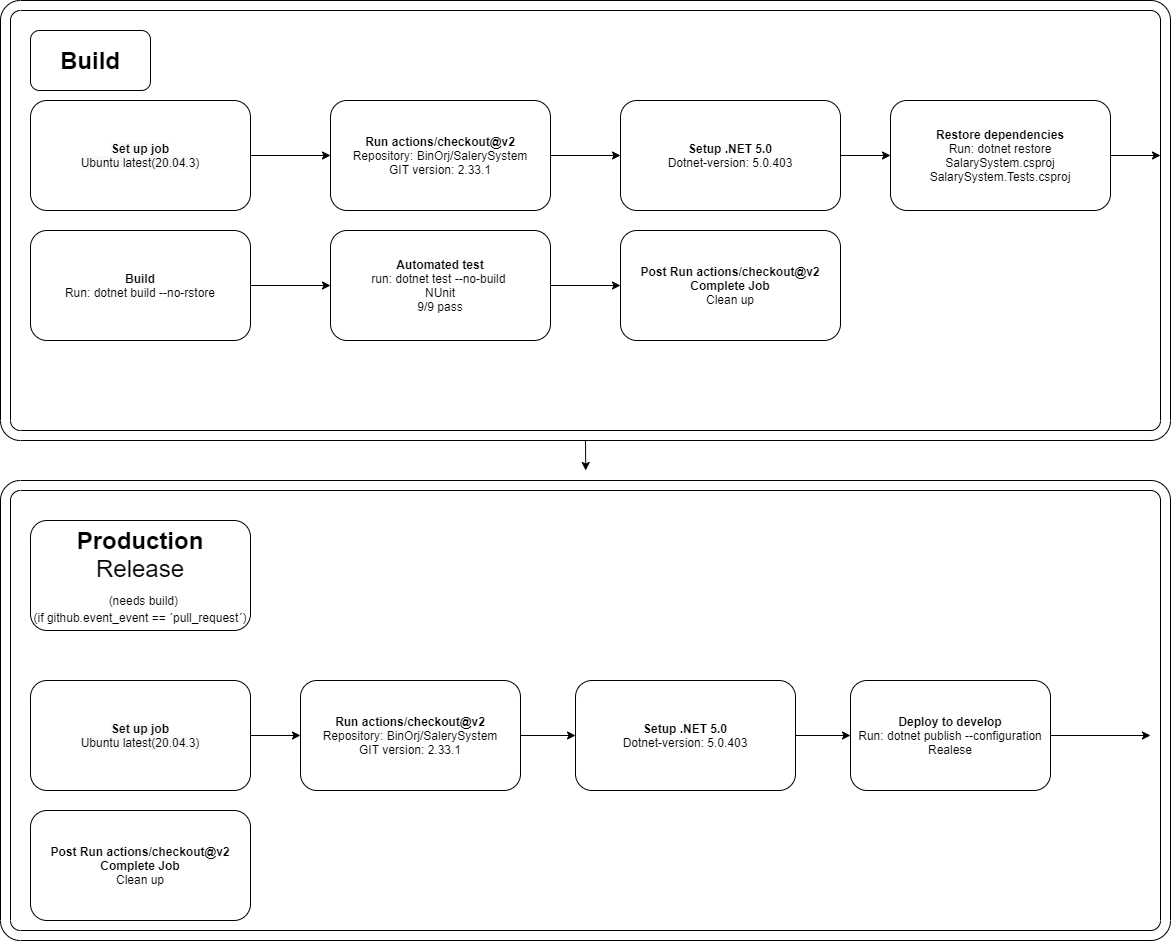 Build
Set up job
Ubuntu latest(20.04.3)
Run actions/checkout@v2
Repository: BinOrj/SalerySystem
GIT version: 2.33.1
Setup .NET 5.0
Dotnet-version: 5.0.403
Restore dependencies
Run: dotnet restore
SalarySystem.csproj
SalarySystem.Tests.csproj
Build
Run: dotnet build --no-rstore
Automated test
run: dotnet test --no-build
NUnit
9/9 pass
Post Run actions/checkout@v2
Complete Job
Clean up
Production
Release
(needs build)
(if github.event_event == ´pull_request´)
Set up job
Ubuntu latest(20.04.3)
Run actions/checkout@v2
Repository: BinOrj/SalerySystem
GIT version: 2.33.1
Setup .NET 5.0
Dotnet-version: 5.0.403
Deploy to develop
Run: dotnet publish --configuration
Realese
Post Run actions/checkout@v2
Complete Job
Clean up